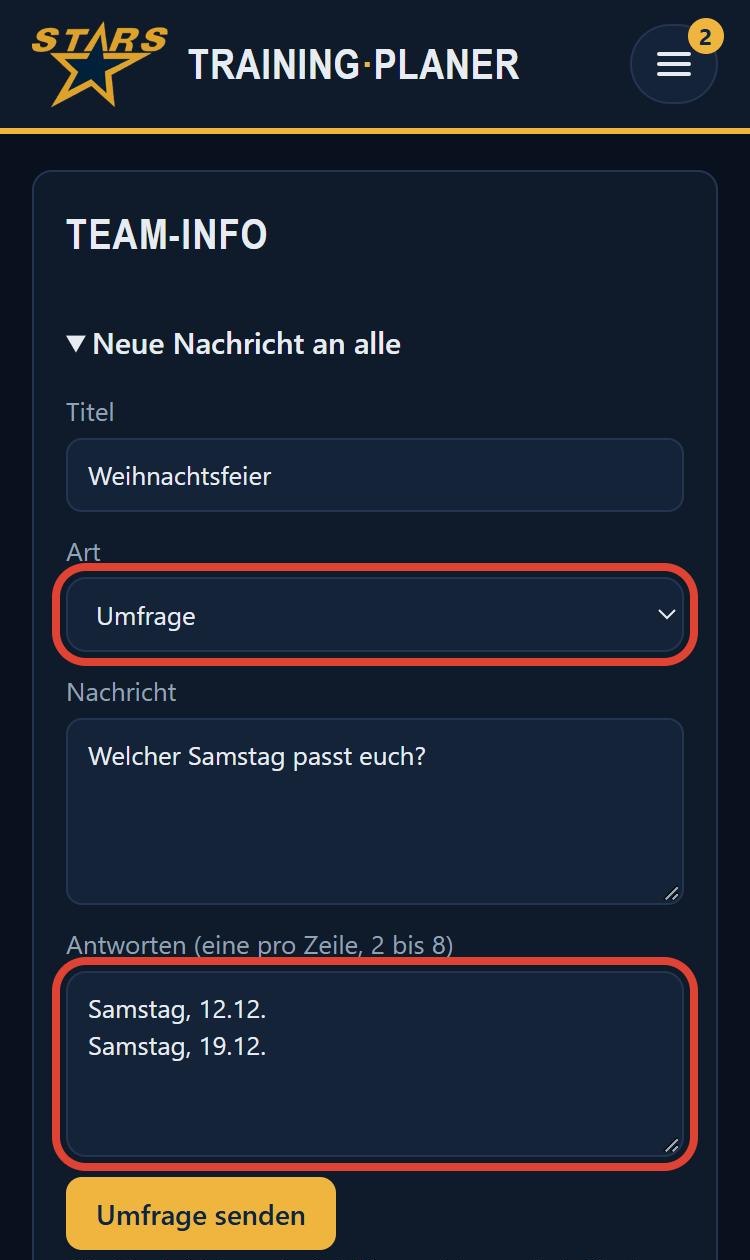 STARS
TRAINING·PLANER
2
TEAM-INFO
▼ Neue Nachricht an alle
Titel
Weihnachtsfeier
Art
Umfrage
Nachricht
Welcher Samstag passt euch?
Antworten (eine pro Zeile, 2 bis 8)
Samstag, 12.12.
Samstag, 19.12.
Umfrage senden